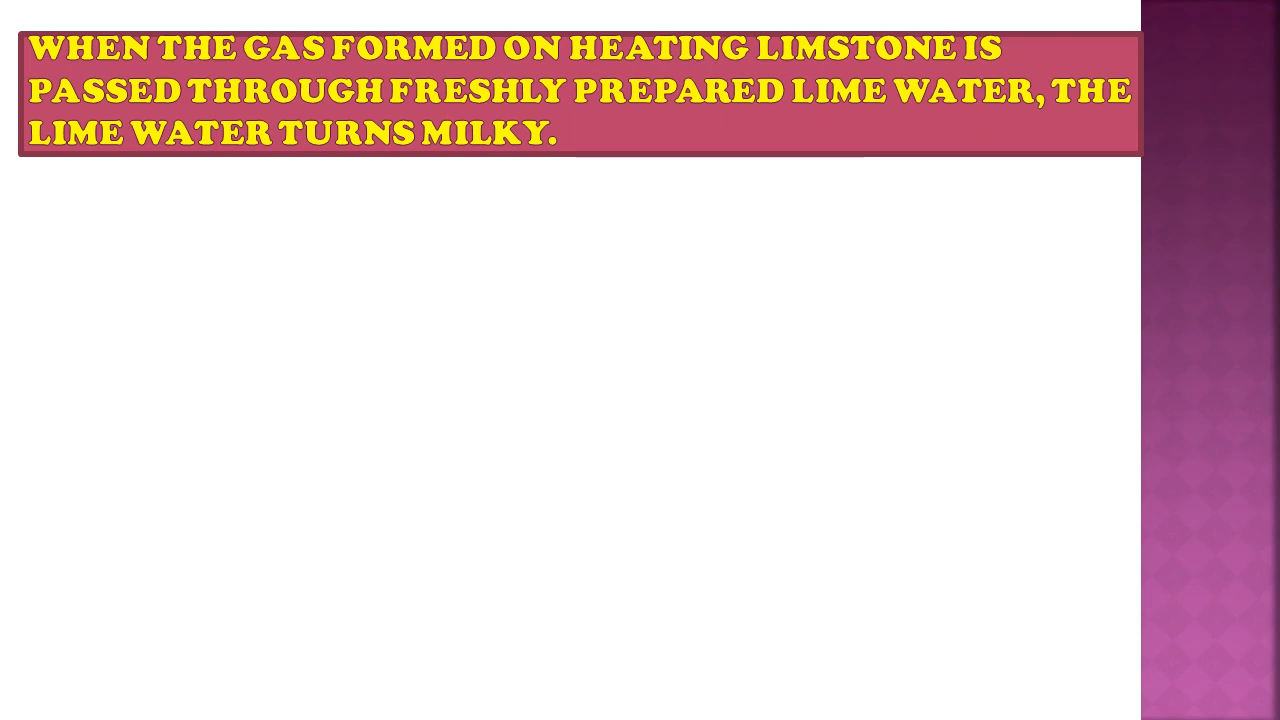 WHEN THE GAS FORMED ON HEATING LIMSTONE IS
PASSED THROUGH FRESHLY PREPARED LIME WATER, THE
LIME WATER TURNS MILKY.